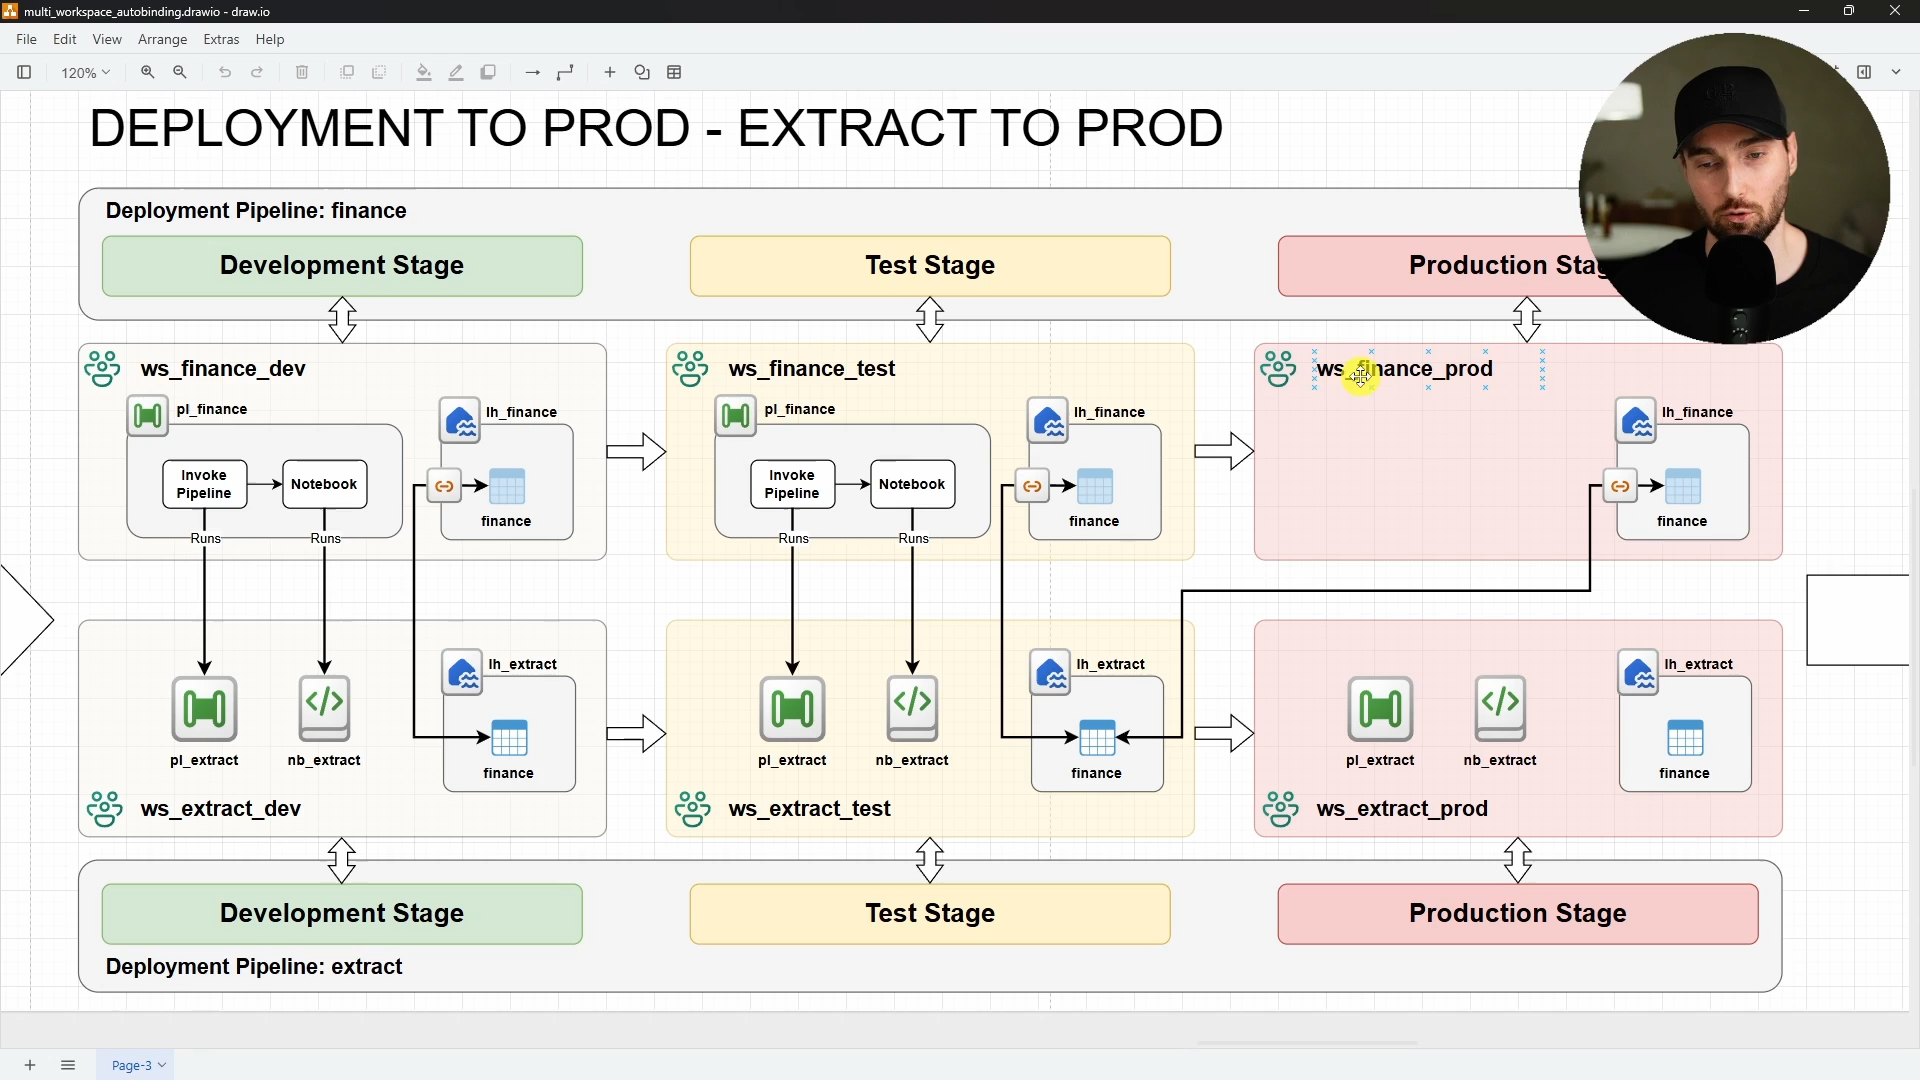 multi_workspace_autobinding.drawio - draw.io
File Edit View Arrange Extras Help
120%
DEPLOYMENT TO PROD - EXTRACT TO PROD
Deployment Pipeline: finance
Development Stage
Test Stage
Production Stag
ws_finance_dev
ws_finance_test
ws_finance_prod
pl_finance
lh_finance
pl_finance
lh_finance
lh_finance
Invoke
Pipeline
Notebook
finance
Invoke
Pipeline
Notebook
finance
finance
Runs
Runs
Runs
Runs
lh_extract
lh_extract
lh_extract
pl_extract
nb_extract
finance
pl_extract
nb_extract
finance
pl_extract
nb_extract
finance
ws_extract_dev
ws_extract_test
ws_extract_prod
Development Stage
Test Stage
Production Stage
Deployment Pipeline: extract
Page-3